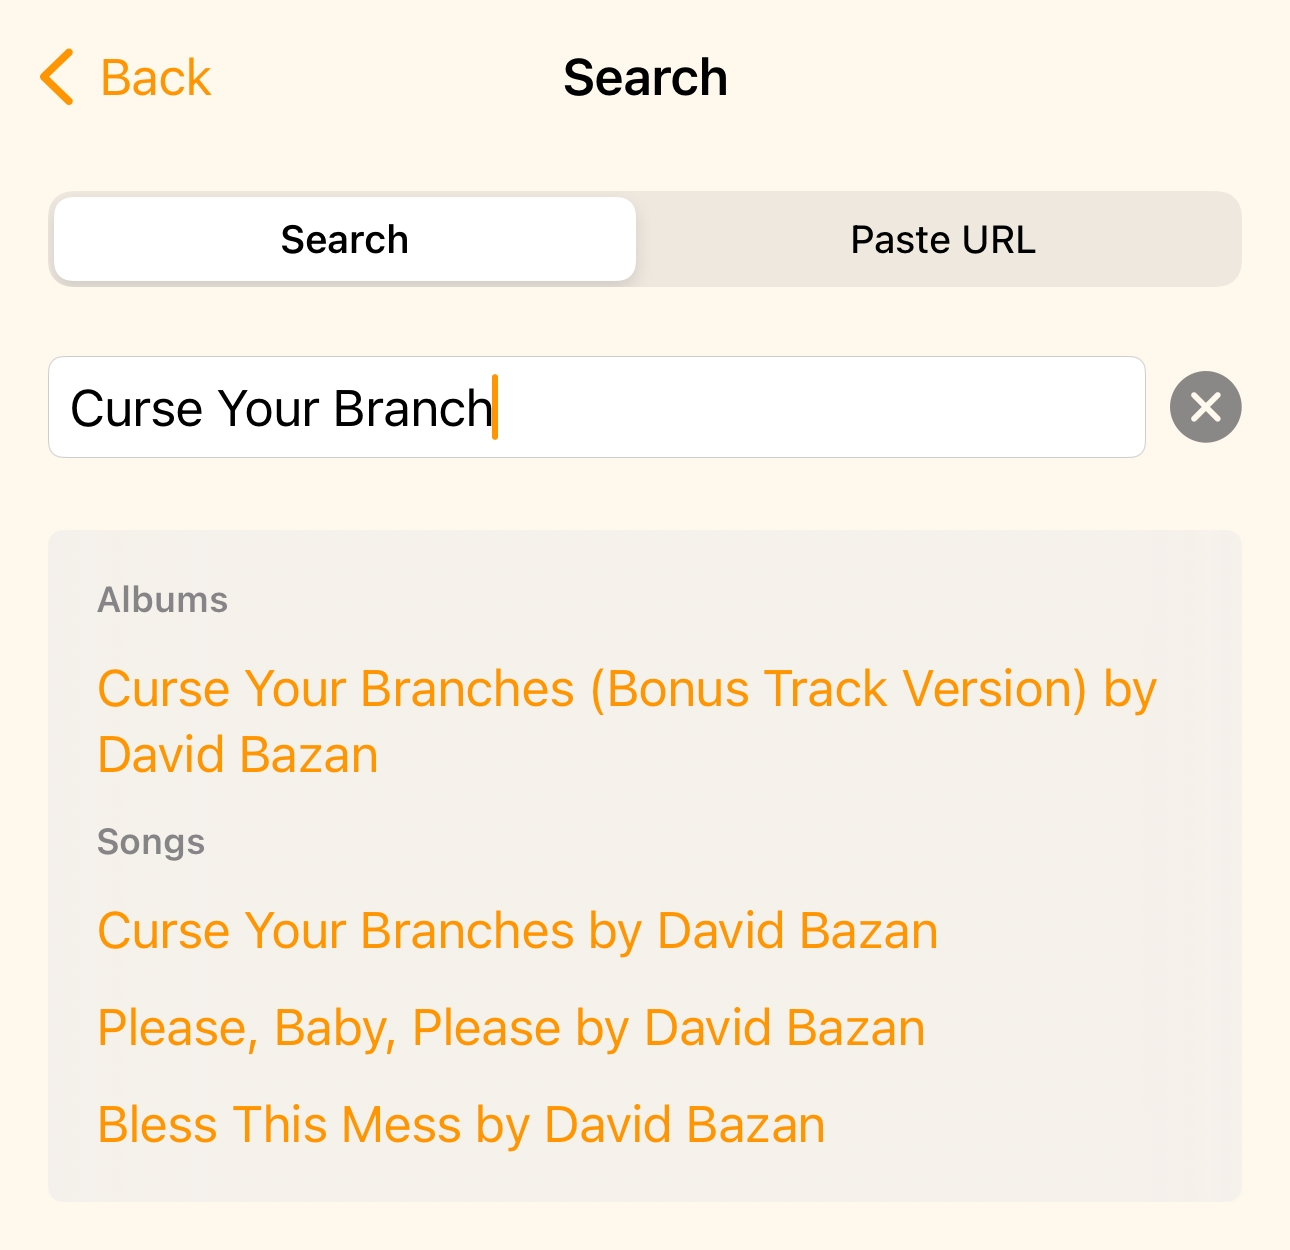 Back
Search
Search
Paste URL
Curse Your Branch
Albums
Curse Your Branches (Bonus Track Version) by
David Bazan
Songs
Curse Your Branches by David Bazan
Please, Baby, Please by David Bazan
Bless This Mess by David Bazan